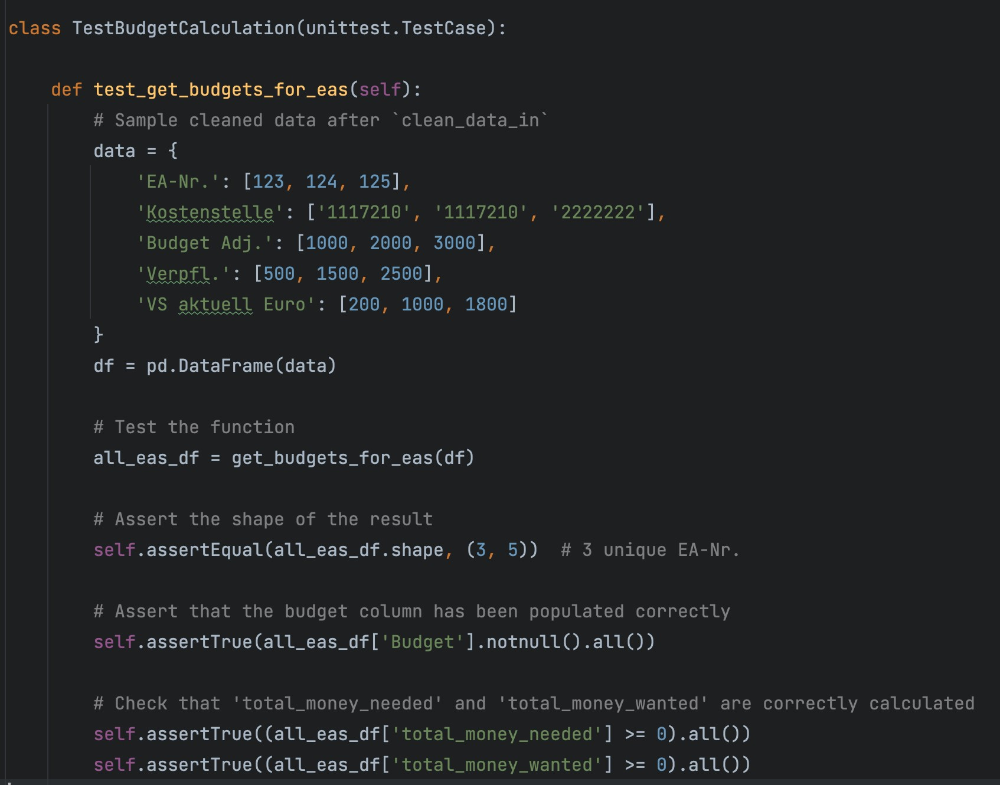 class TestBudgetCalculation(unittest.TestCase):
def test_get_budgets_for_eas(self):
# Sample cleaned data after `clean_data_in`
data = {
'EA-Nr.': [123, 124, 125],
'Kostenstelle': ['1117210', '1117210', '2222222'],
'Budget Adj.': [1000, 2000, 3000],
'Verpfl.': [500, 1500, 2500],
'VS aktuell Euro': [200, 1000, 1800]
}
df = pd.DataFrame(data)
# Test the function
all_eas_df = get_budgets_for_eas(df)
# Assert the shape of the result
self.assertEqual(all_eas_df.shape, (3, 5))  # 3 unique EA-Nr.
# Assert that the budget column has been populated correctly
self.assertTrue(all_eas_df['Budget'].notnull().all())
# Check that 'total_money_needed' and 'total_money_wanted' are correctly calculated
self.assertTrue((all_eas_df['total_money_needed'] >= 0).all())
self.assertTrue((all_eas_df['total_money_wanted'] >= 0).all())